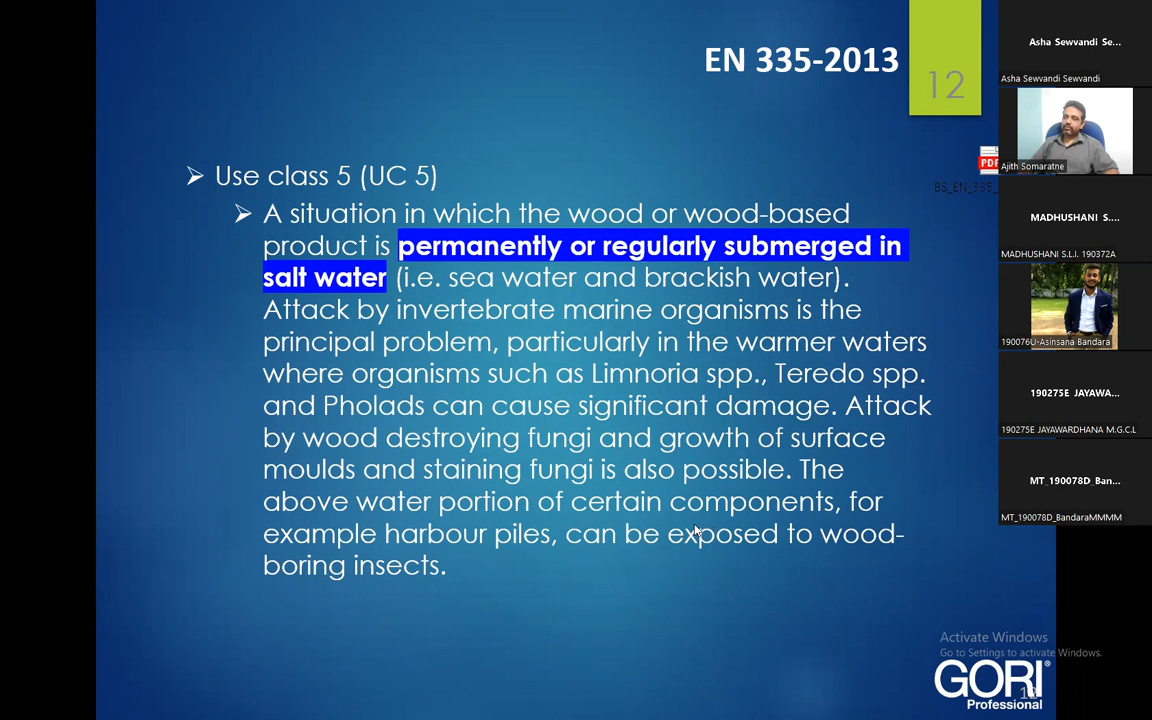 EN 335-2013
12
Use class 5 (UC 5)
A situation in which the wood or wood-based
product is permanently or regularly submerged in
salt water (i.e. sea water and brackish water).
Attack by invertebrate marine organisms is the
principal problem, particularly in the warmer waters
where organisms such as Limnoria spp., Teredo spp.
and Pholads can cause significant damage. Attack
by wood destroying fungi and growth of surface
moulds and staining fungi is also possible. The
above water portion of certain components, for
example harbour piles, can be exposed to wood-
boring insects.
PDF
BS_EN_335_
Activate Windows
Go to Settings to activate Windows.
GORI®
Professional
12
Asha Sewvandi Se...
Asha Sewvandi Sewvandi
Ajith Somaratne
MADHUSHANI S....
MADHUSHANI S.L.I. 190372A
190076U-Asinsana Bandara
190275E JAYAWA...
190275E JAYAWARDHANA M.G.C.L
MT_190078D_Ban...
MT_190078D_BandaraMMMM